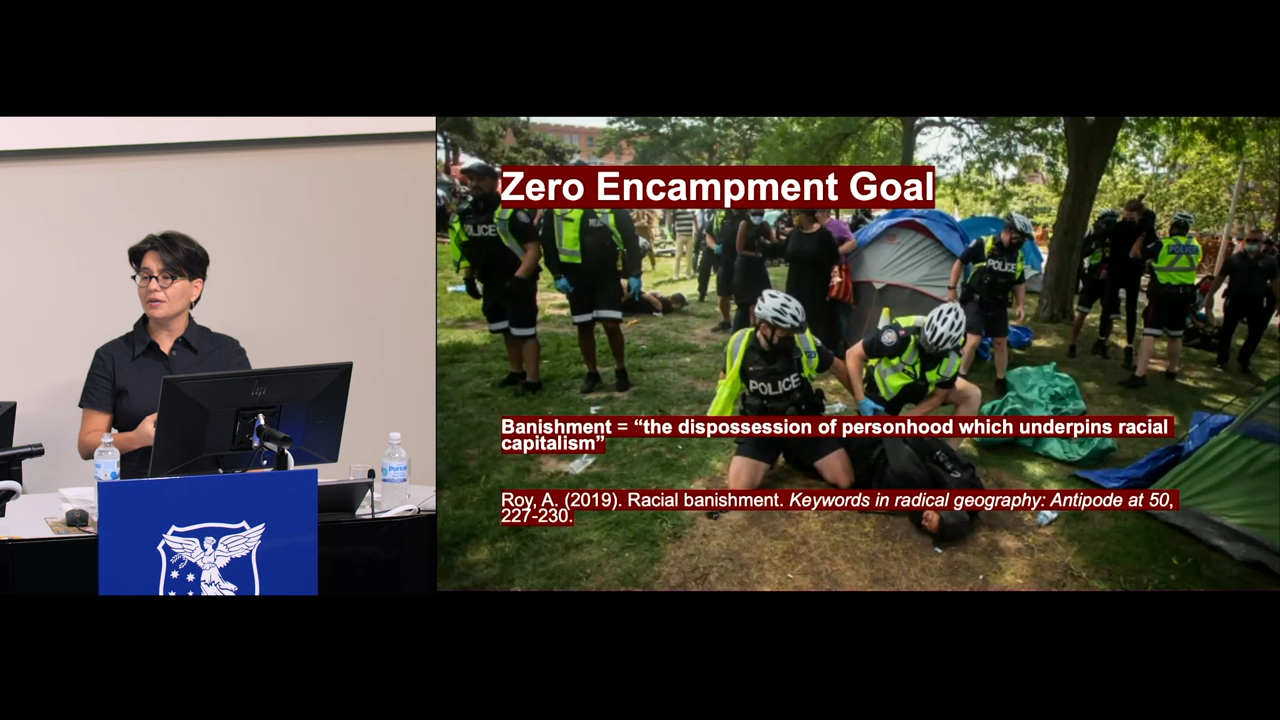 Zero Encampment Goal
POLICE
POLICE
POLICE
POLICE
Banishment = “the dispossession of personhood which underpins racial
capitalism”
Roy, A. (2019). Racial banishment. Keywords in radical geography: Antipode at 50,
227-230.
hp